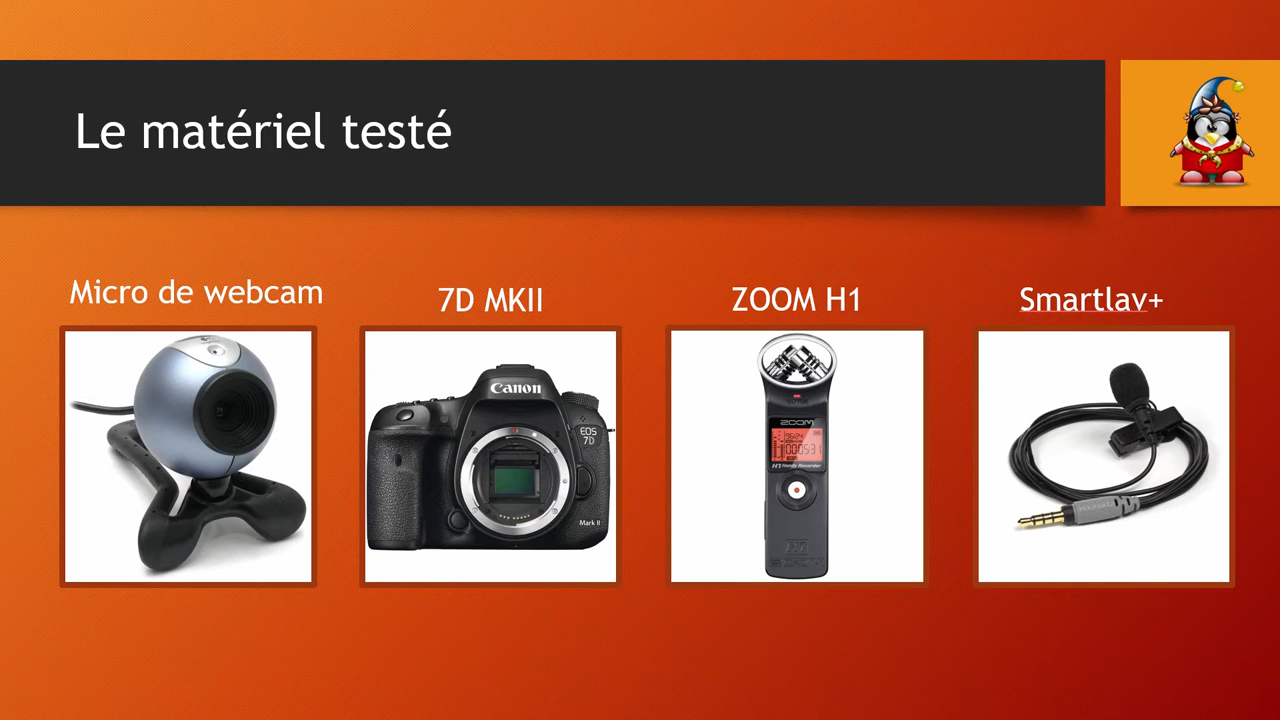 Le matériel testé
Micro de webcam
7D MKII
ZOOM H1
Smartlav+
Canon
EOS
7D
Mark II
ZOOM
H1 Handy Recorder
H1